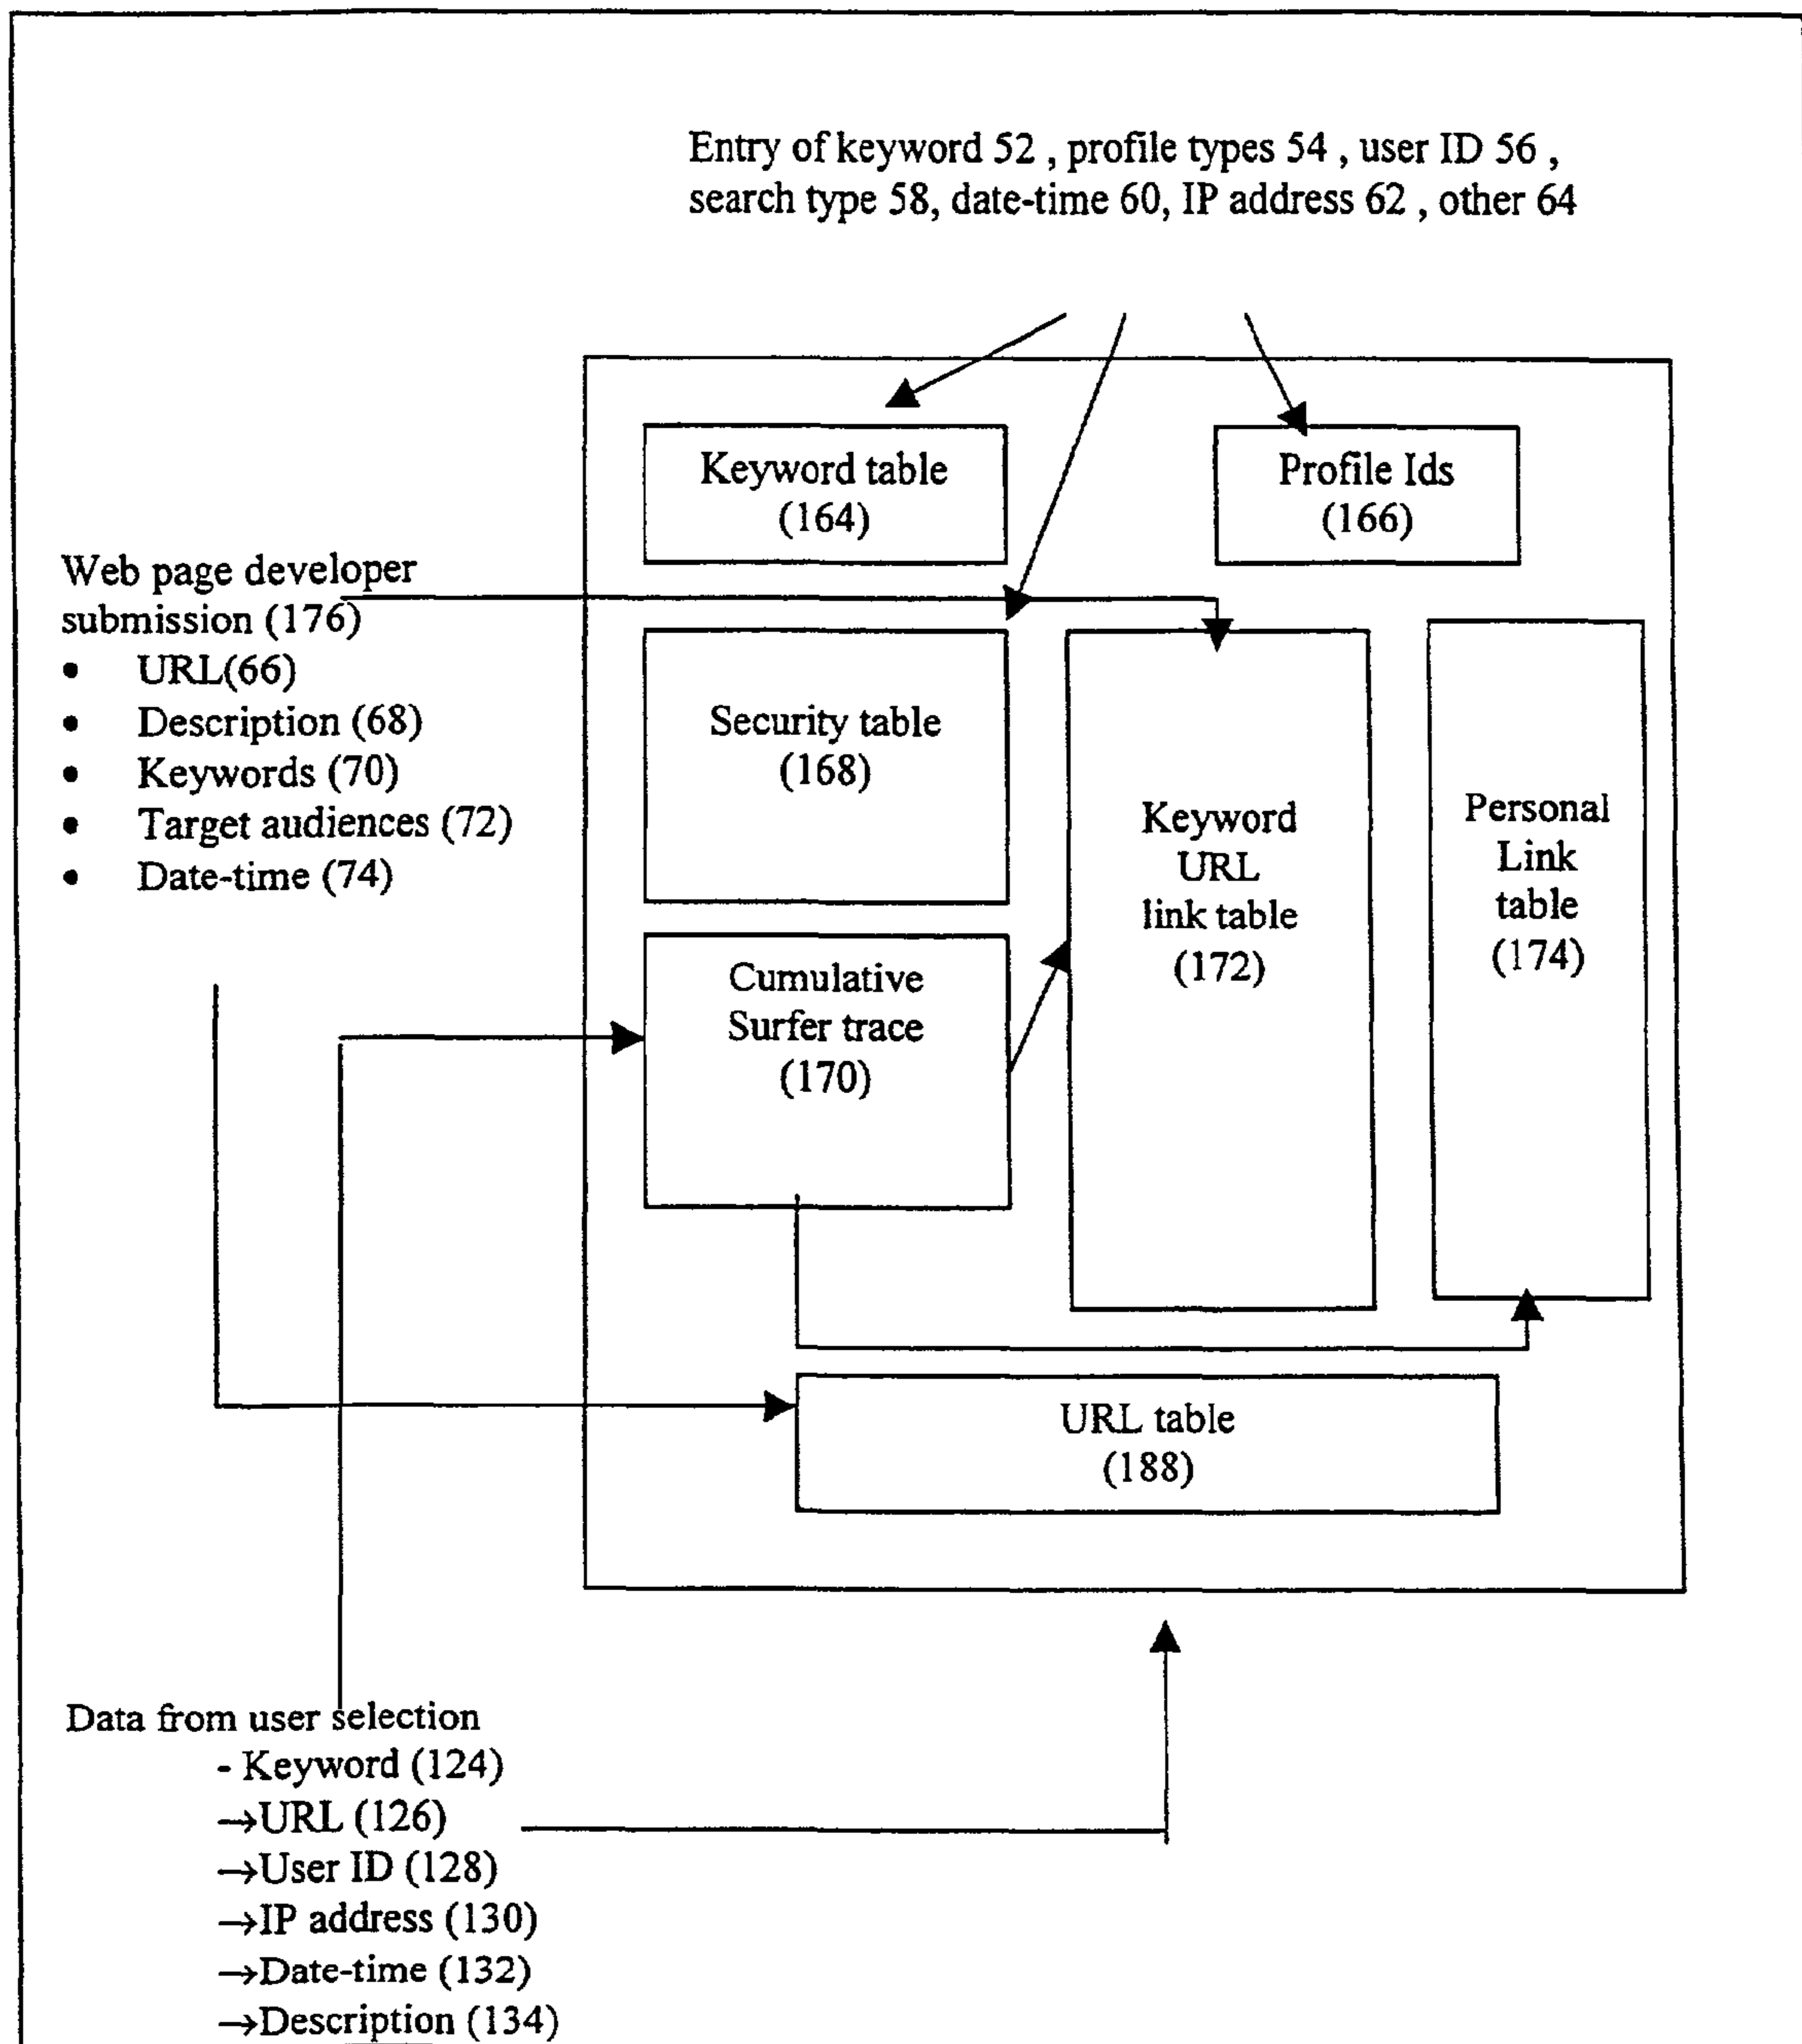 Entry of keyword 52 , profile types 54 , user ID 56 ,
search type 58, date-time 60, IP address 62 , other 64
Keyword table
(164)
Profile Ids
(166)
Web page developer
submission (176)
• URL(66)
• Description (68)
• Keywords (70)
• Target audiences (72)
• Date-time (74)
Security table
(168)
Keyword
URL
link table
(172)
Personal
Link
table
(174)
Cumulative
Surfer trace
(170)
URL table
(188)
Data from user selection
- Keyword (124)
→URL (126)
→User ID (128)
→IP address (130)
→Date-time (132)
→Description (134)